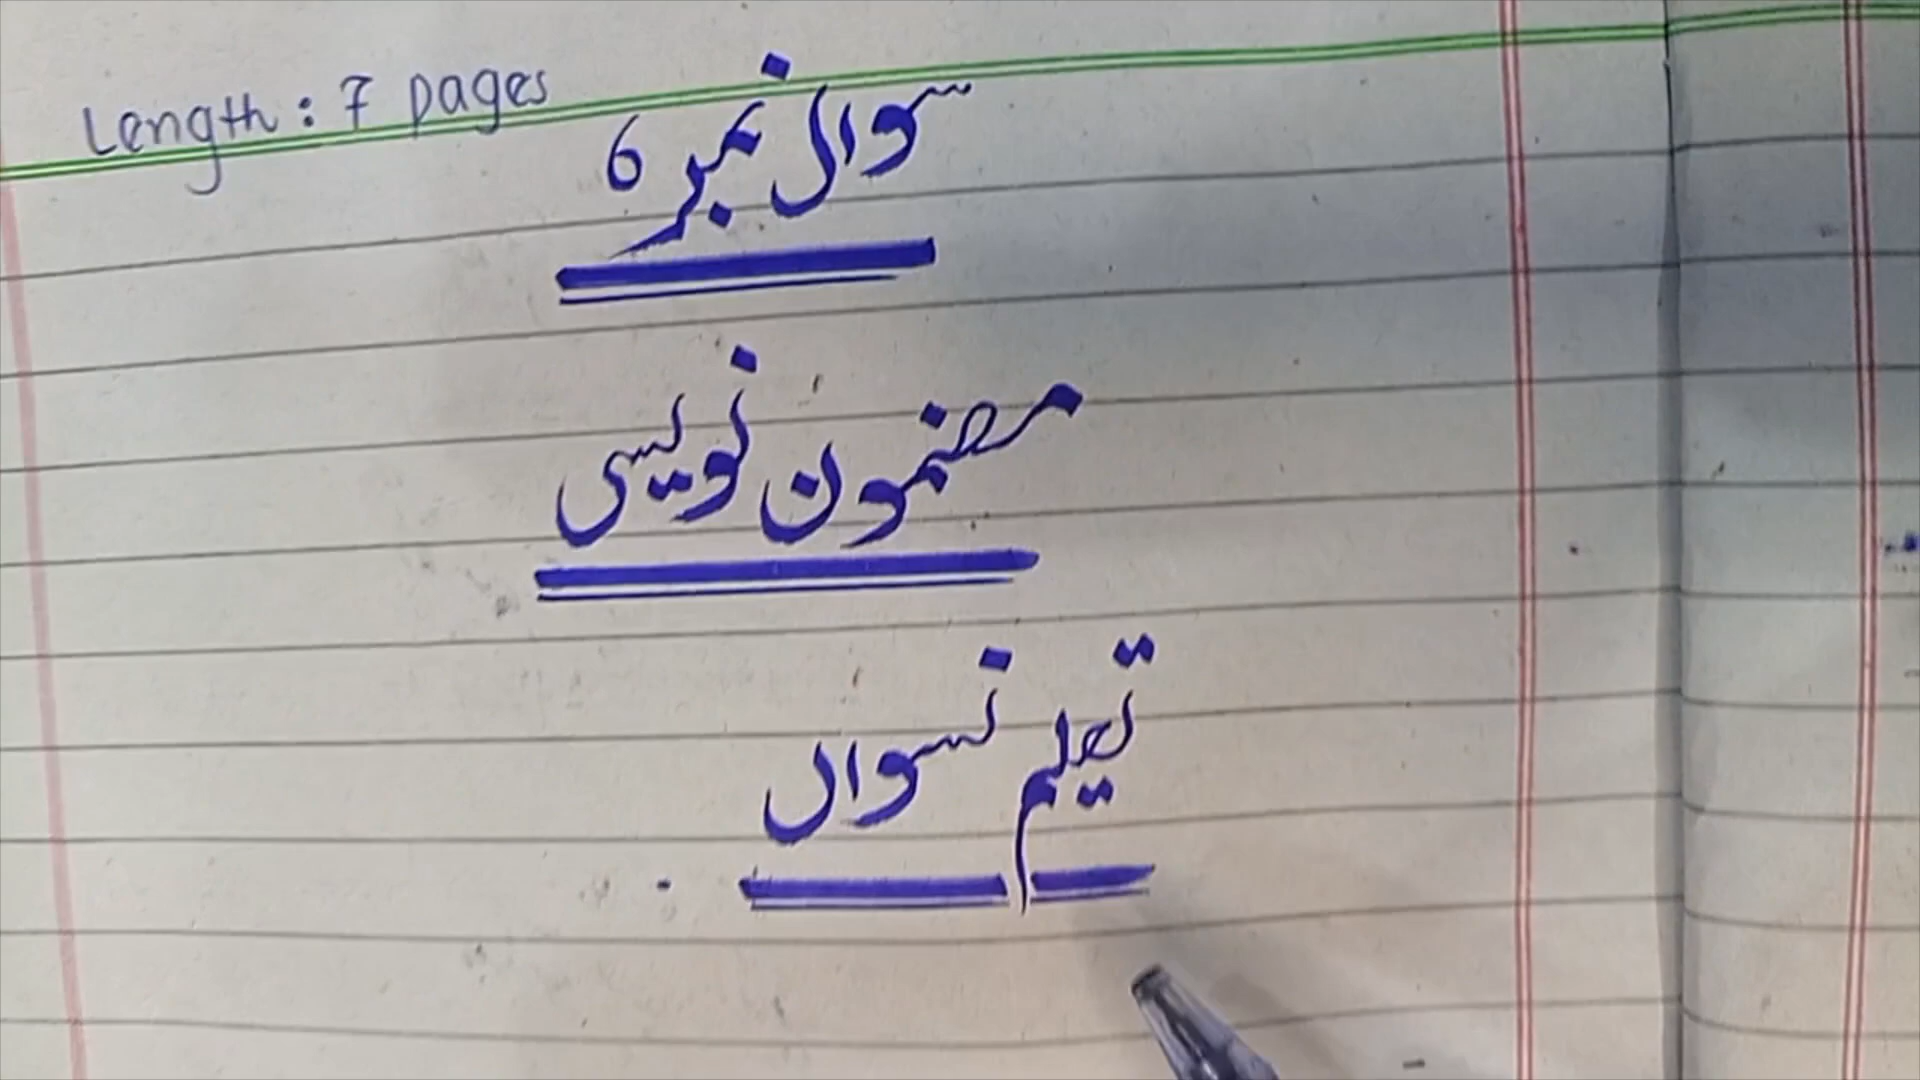 Length: 7 pages
سوال نمبر 6
مضمون نویسی
تعلیم نسواں